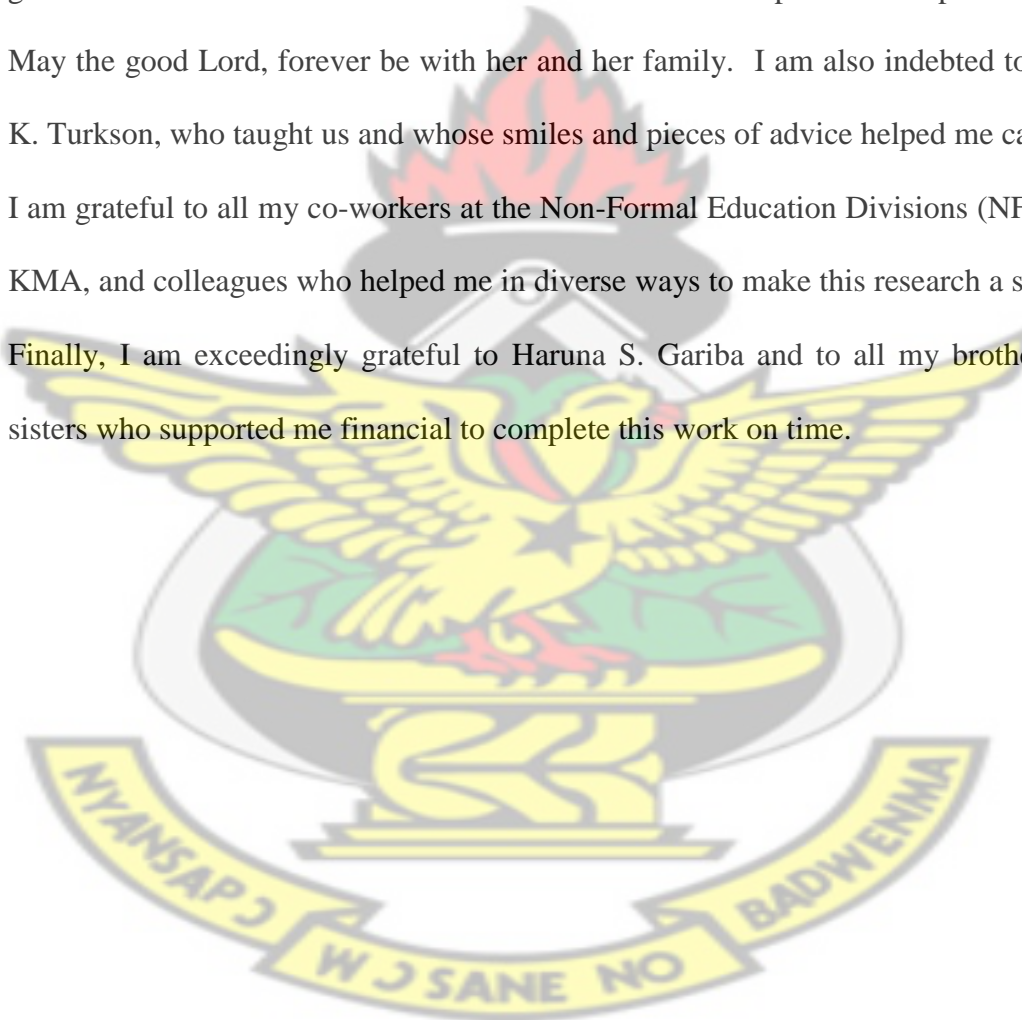 May the good Lord, forever be with her and her family. I am also indebted to
K. Turkson, who taught us and whose smiles and pieces of advice helped me
I am grateful to all my co-workers at the Non-Formal Education Divisions
KMA, and colleagues who helped me in diverse ways to make this research a
Finally, I am exceedingly grateful to Haruna S. Gariba and to all my
sisters who supported me financial to complete this work on time.
NYANSAPƆ
WƆSANE NO
BADWENMA